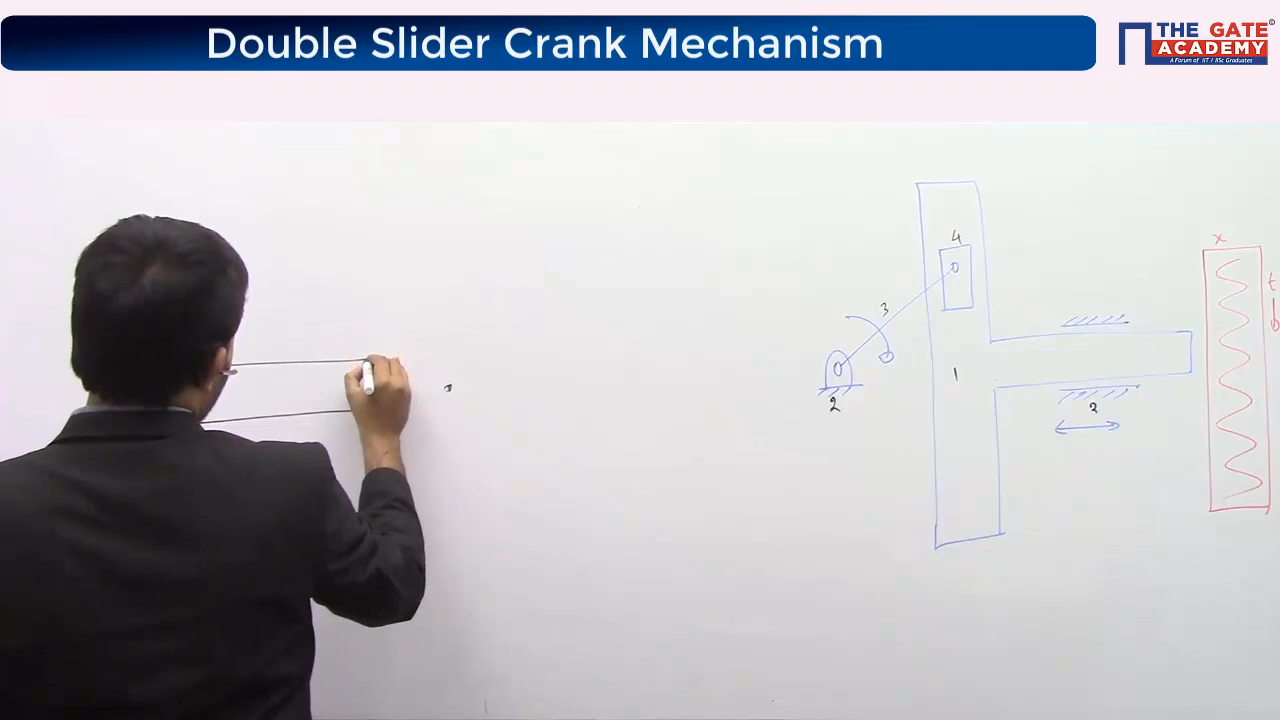 Double Slider Crank Mechanism
THE GATE
ACADEMY
A Forum of IIT / IISc Graduates
4
x
3
t
2
1
2